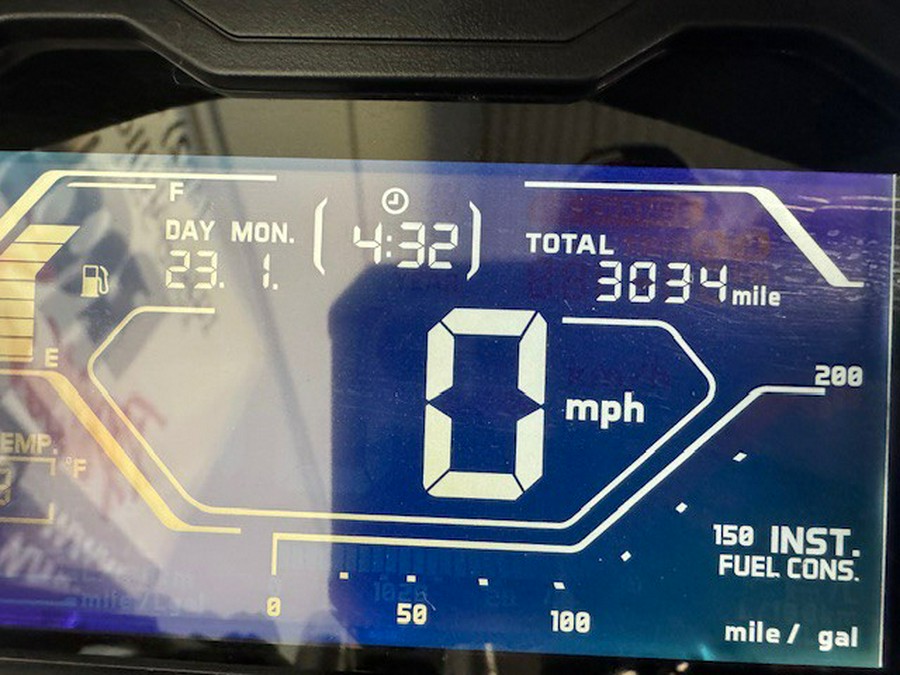 F
DAY MON.
23. 1.
4:32
TOTAL
3034 mile
E
0 mph
200
EMP.
°F
150 INST.
FUEL CONS.
0 50 100
mile / gal